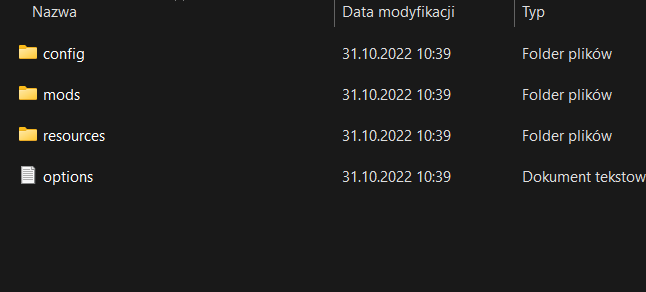 Nazwa Data modyfikacji Typ
config 31.10.2022 10:39 Folder plików
mods 31.10.2022 10:39 Folder plików
resources 31.10.2022 10:39 Folder plików
options 31.10.2022 10:39 Dokument tekstow